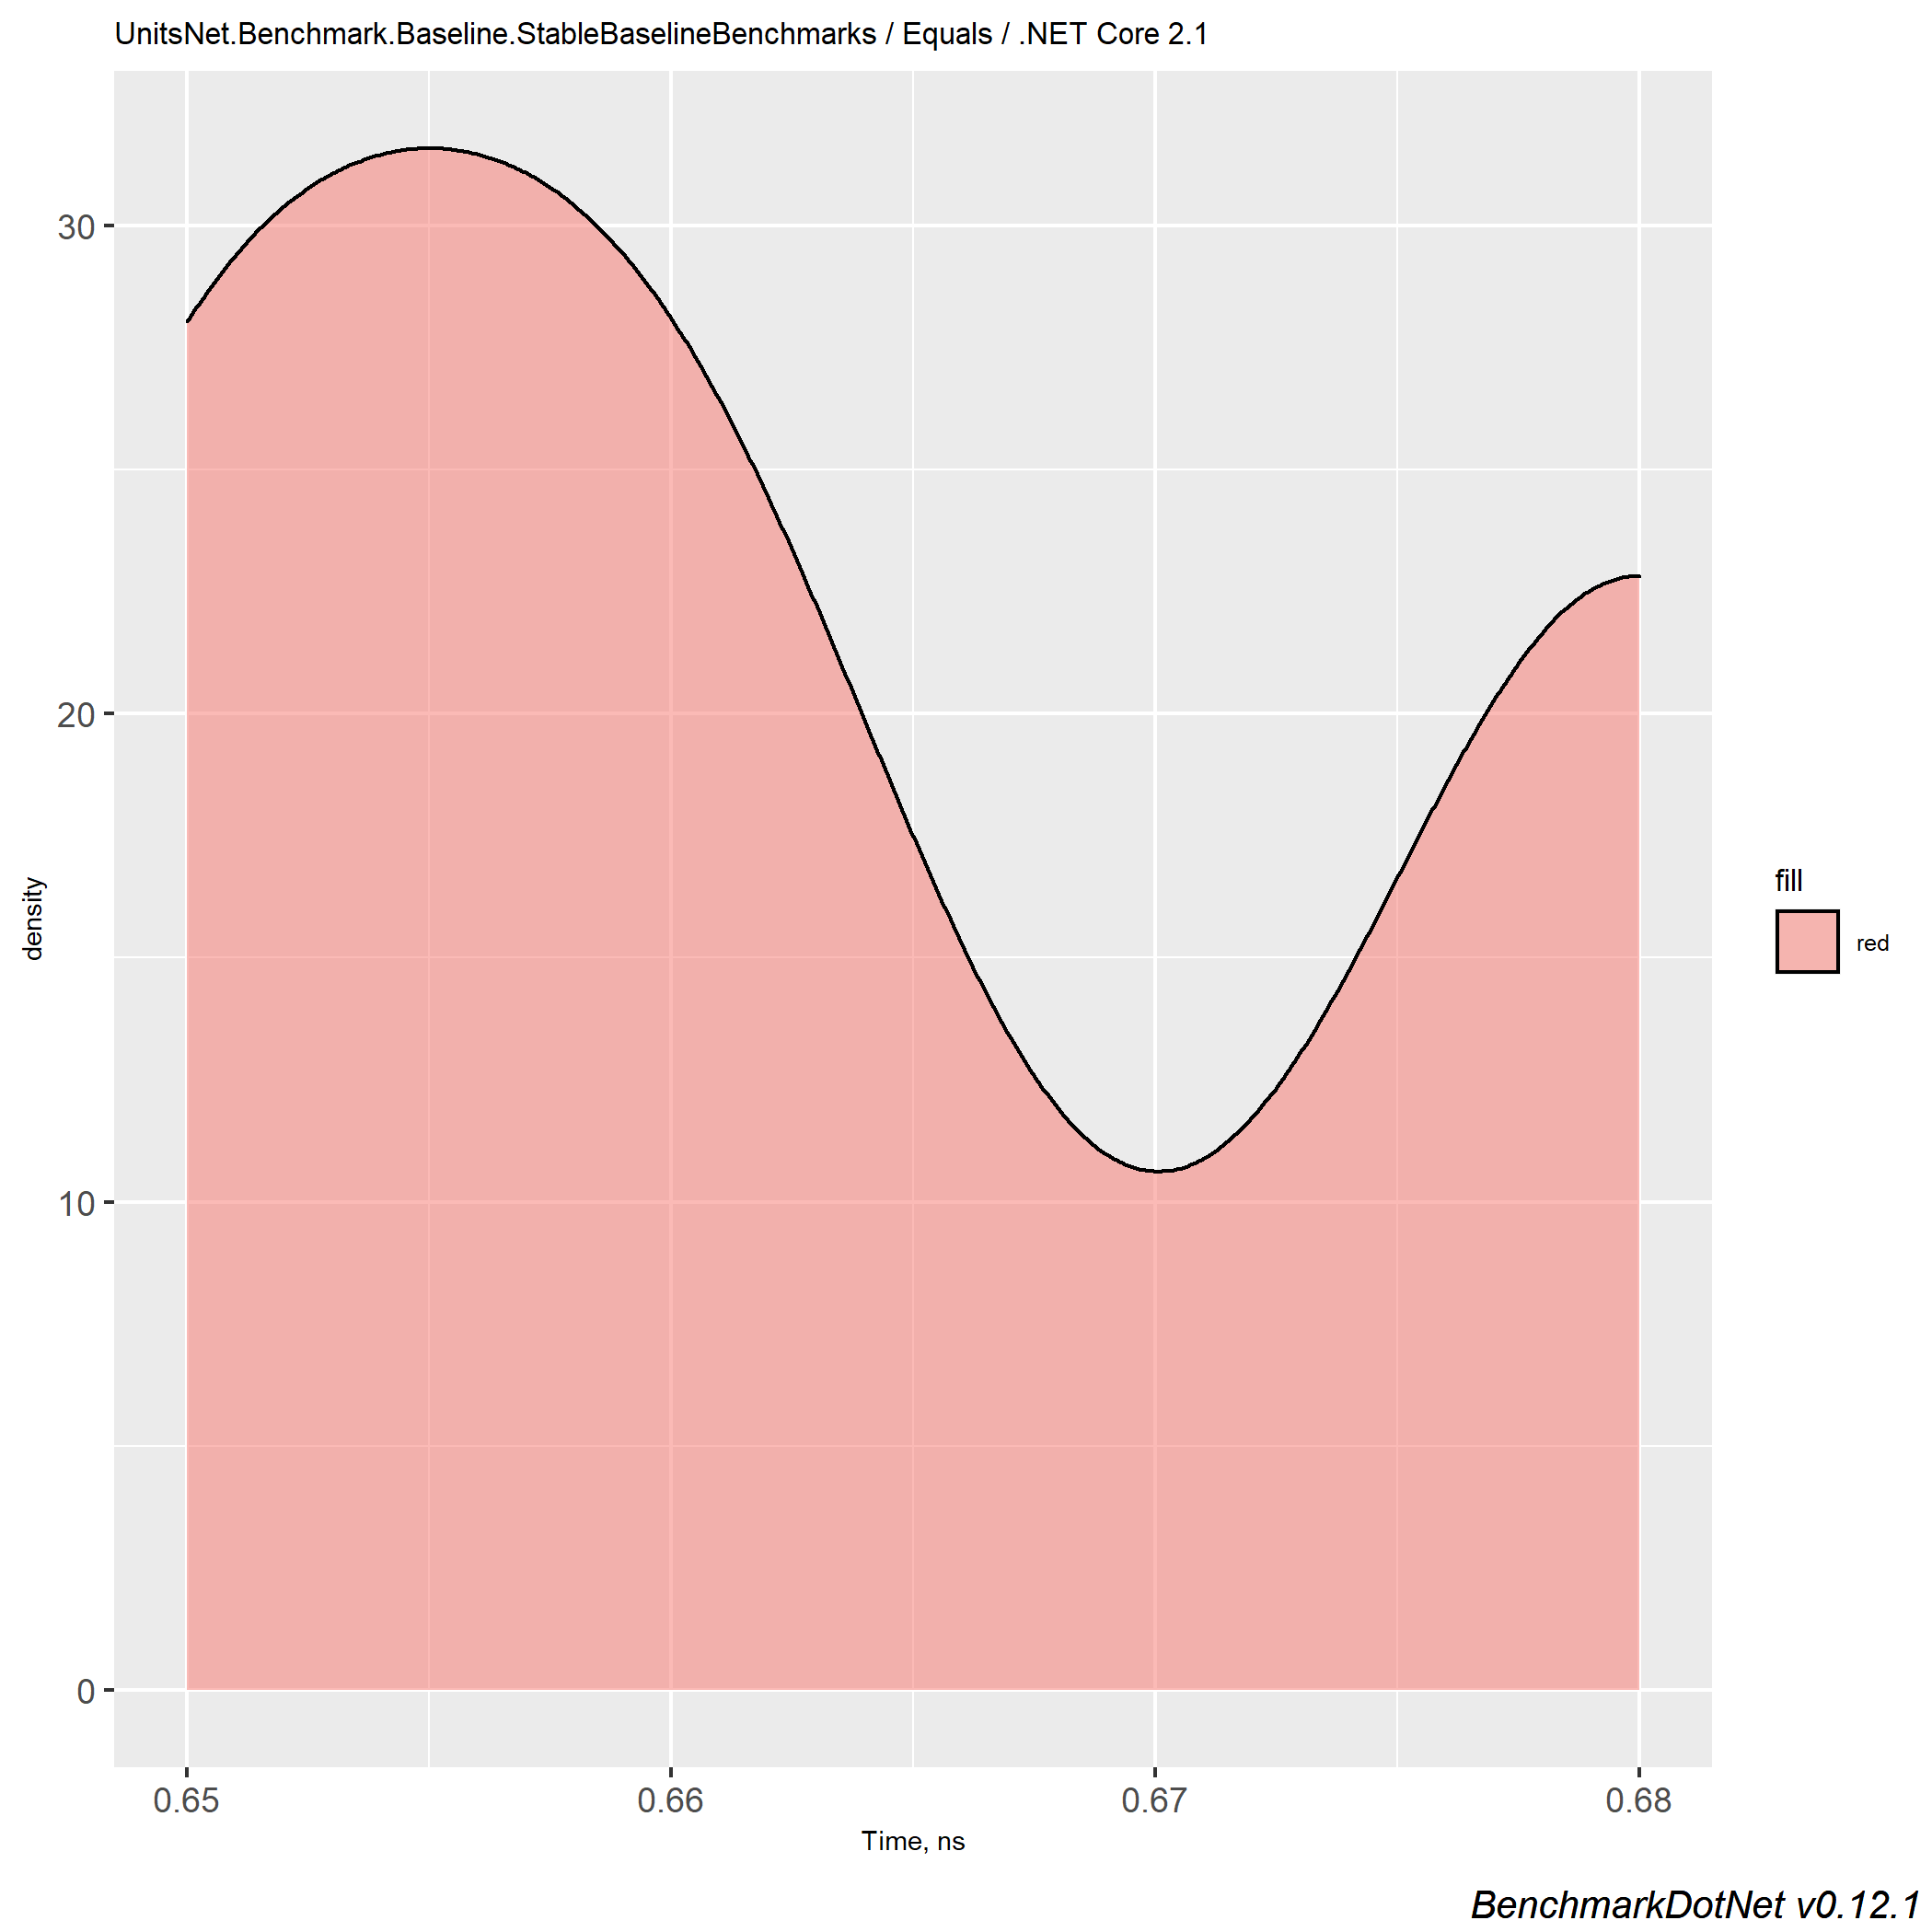 UnitsNet.Benchmark.Baseline.StableBaselineBenchmarks / Equals / .NET Core 2.1
30
20
10
0
density
0.65 0.66 0.67 0.68
Time, ns
fill
red
BenchmarkDotNet v0.12.1